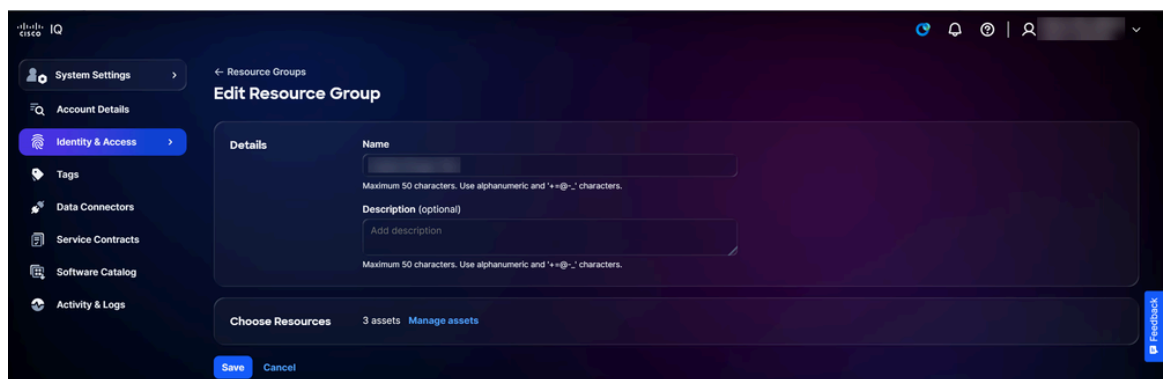 cisco IQ
System Settings
Account Details
Identity & Access
Tags
Data Connectors
Service Contracts
Software Catalog
Activity & Logs
← Resource Groups
Edit Resource Group
Details
Name
Maximum 50 characters. Use alphanumeric and '+=@-_' characters.
Description (optional)
Add description
Maximum 50 characters. Use alphanumeric and '+=@-_' characters.
Choose Resources
3 assets Manage assets
Save Cancel
Feedback